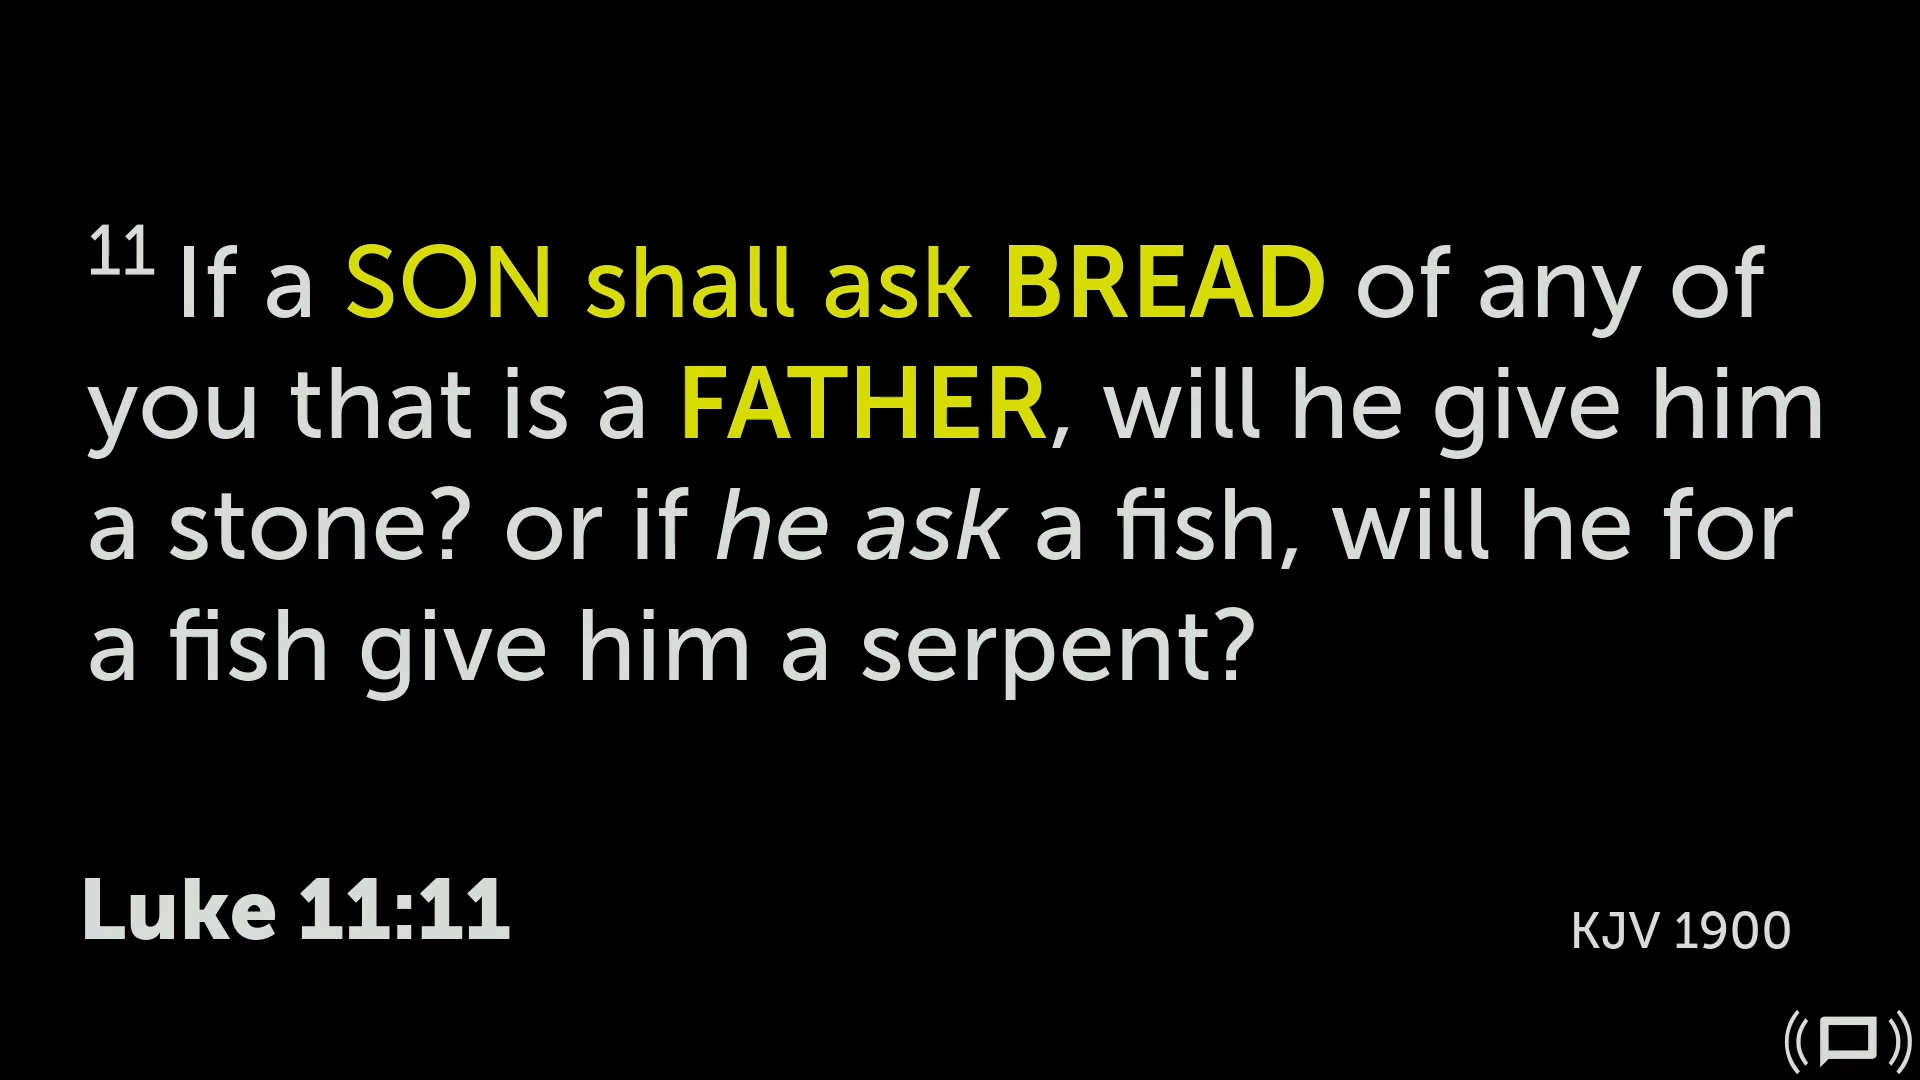 11 If a SON shall ask BREAD of any of
you that is a FATHER, will he give him
a stone? or if he ask a fish, will he for
a fish give him a serpent?
Luke 11:11
KJV 1900